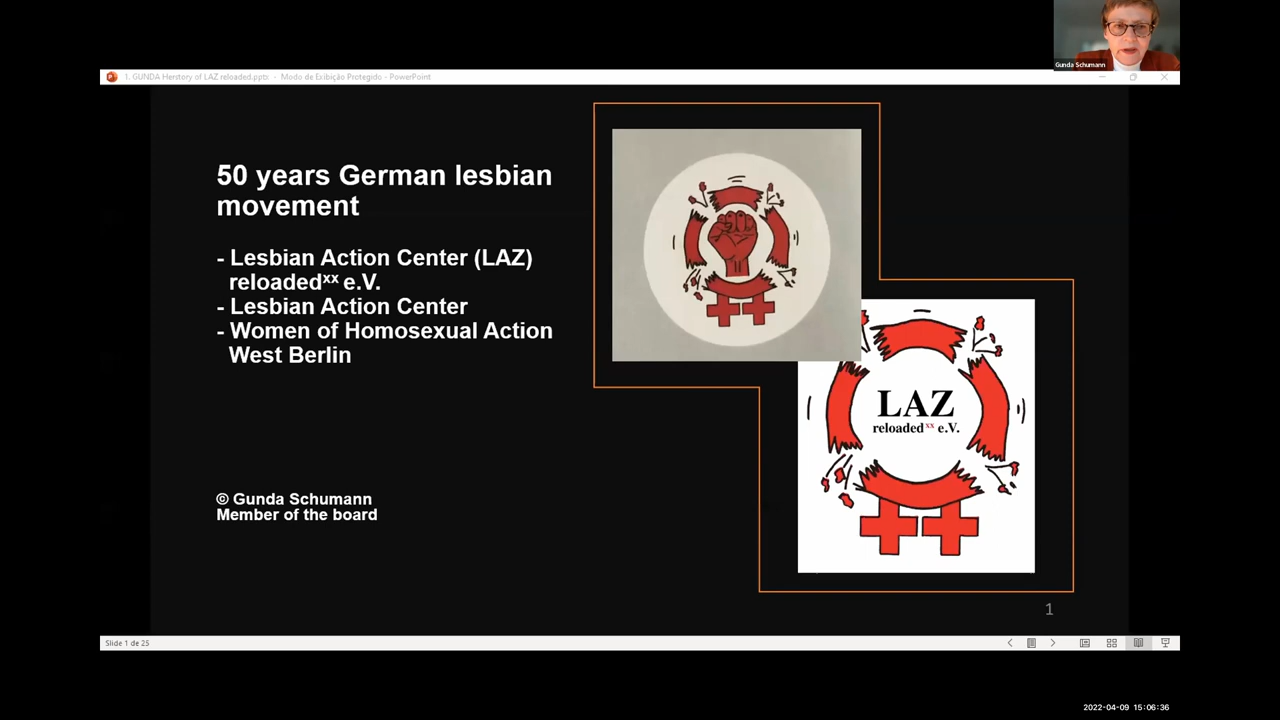 Gunda Schumann
1. GUNDA Herstory of LAZ reloaded.pptx - Modo de Exibição Protegido - PowerPoint
50 years German lesbian
movement
- Lesbian Action Center (LAZ)
reloadedxx e.V.
- Lesbian Action Center
- Women of Homosexual Action
West Berlin
LAZ
reloaded xx e.V.
© Gunda Schumann
Member of the board
1
Slide 1 de 25
2022-04-09 15:06:36